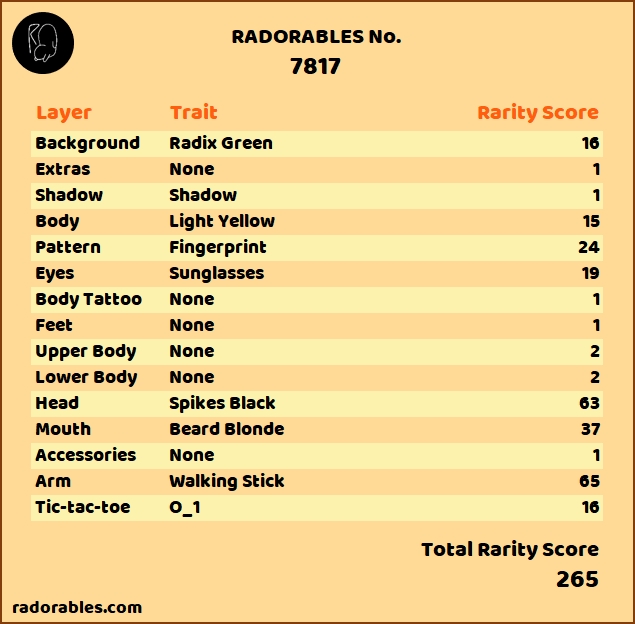 RADORABLES No.
7817
Layer Trait Rarity Score
Background Radix Green 16
Extras None 1
Shadow Shadow 1
Body Light Yellow 15
Pattern Fingerprint 24
Eyes Sunglasses 19
Body Tattoo None 1
Feet None 1
Upper Body None 2
Lower Body None 2
Head Spikes Black 63
Mouth Beard Blonde 37
Accessories None 1
Arm Walking Stick 65
Tic-tac-toe O_1 16
Total Rarity Score
265
radorables.com